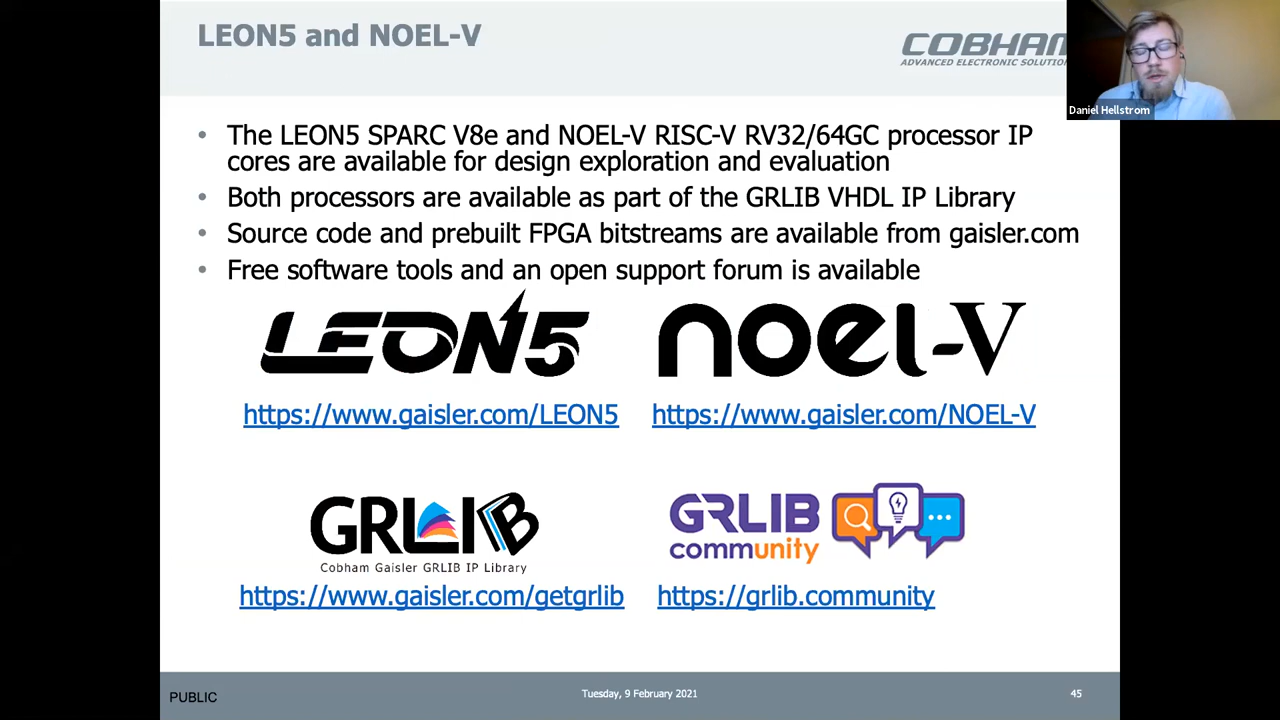 LEON5 and NOEL-V
COBHAM
ADVANCED ELECTRONIC SOLUTION
Daniel Hellstrom
• The LEON5 SPARC V8e and NOEL-V RISC-V RV32/64GC processor IP
cores are available for design exploration and evaluation
• Both processors are available as part of the GRLIB VHDL IP Library
• Source code and prebuilt FPGA bitstreams are available from gaisler.com
• Free software tools and an open support forum is available
LEON5
noel-V
https://www.gaisler.com/LEON5
https://www.gaisler.com/NOEL-V
GRLIB
Cobham Gaisler GRLIB IP Library
GRLIB
community
https://www.gaisler.com/getgrlib
https://grlib.community
PUBLIC
Tuesday, 9 February 2021
45